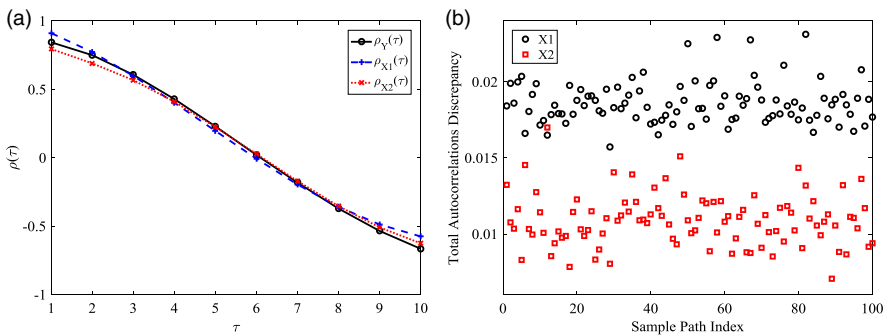 (a)
1
0.5
0
-0.5
-1
ρ(τ)
1 2 3 4 5 6 7 8 9 10
τ
ρY(τ)
ρX1(τ)
ρX2(τ)
(b)
0.02
0.015
0.01
Total Autocorrelations Discrepancy
0 20 40 60 80 100
Sample Path Index
X1
X2